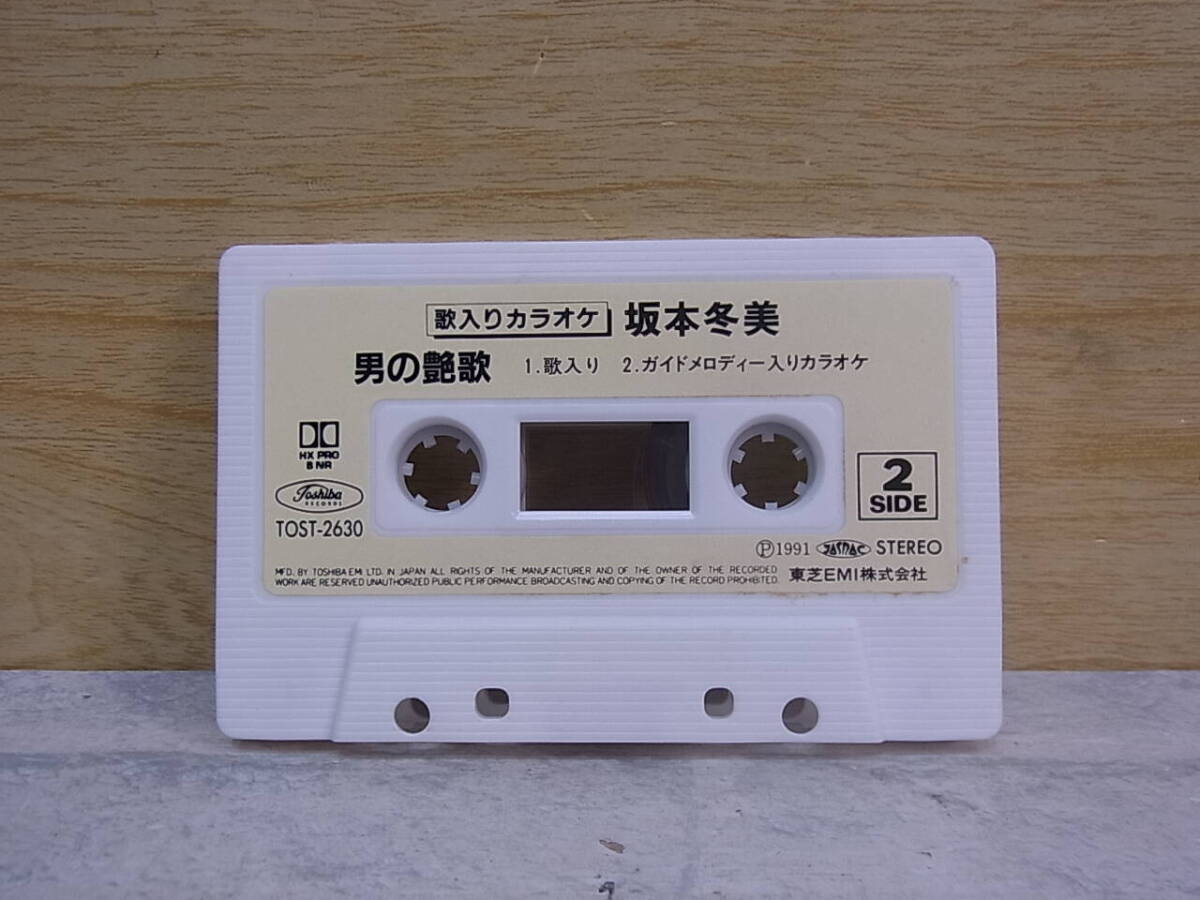 歌入りカラオケ 坂本冬美
男の艶歌 1.歌入り 2.ガイドメロディー入りカラオケ
HX PRO
B NR
Toshiba
RECORDS
TOST-2630
2
SIDE
Ⓟ1991 JASRAC STEREO
MFD. BY TOSHIBA EMI LTD. IN JAPAN ALL RIGHTS OF THE MANUFACTURER AND OF THE OWNER OF THE RECORDED
WORK ARE RESERVED UNAUTHORIZED PUBLIC PERFORMANCE BROADCASTING AND COPYING OF THE RECORD PROHIBITED.
東芝EMI株式会社